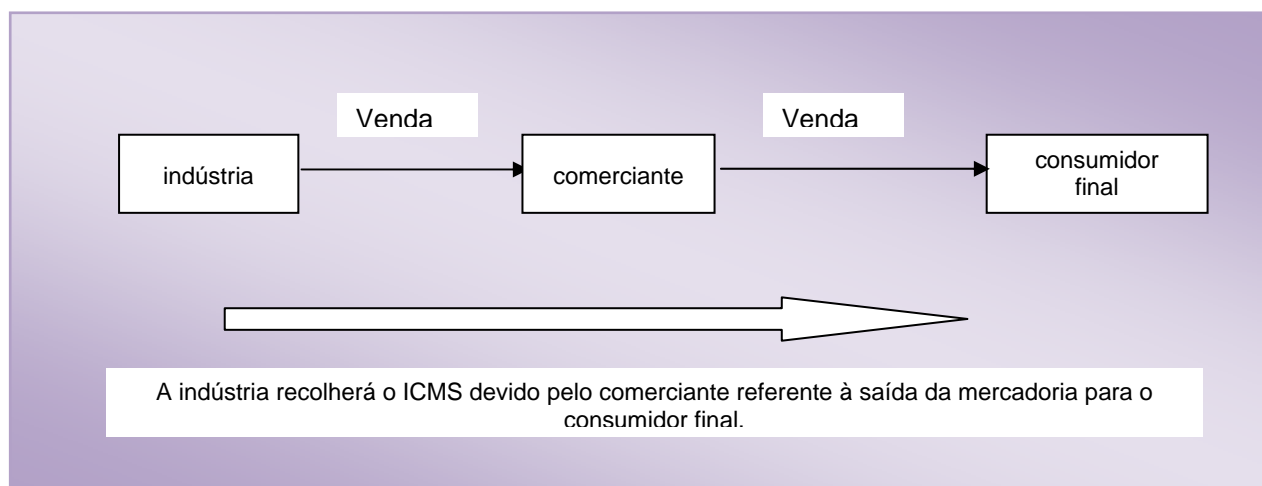 Venda
Venda
indústria
comerciante
consumidor
final
A indústria recolherá o ICMS devido pelo comerciante referente à saída da mercadoria para o
consumidor final.